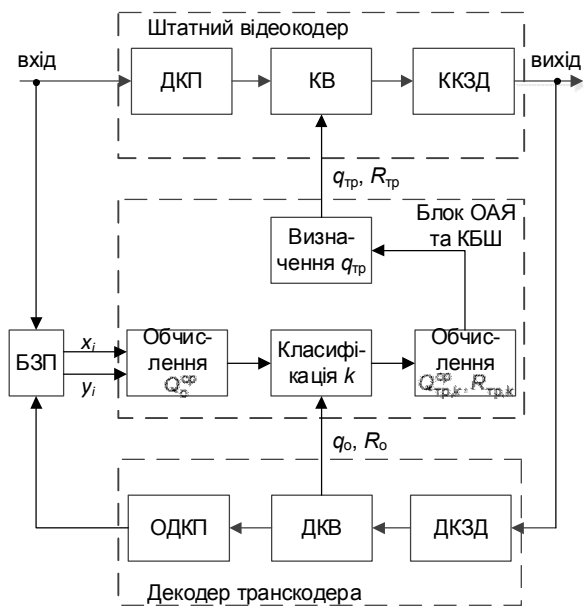 Штатний відеокодер
вхід
вихід
ДКП
КВ
ККЗД
qтр, Rтр
Блок ОАЯ
та КБШ
Визна-
чення qтр
БЗП
xi
yi
Обчис-
лення
Qоср
Класифі-
кація k
Обчис-
лення
Qтр,kср, Rтр,k
qо, Rо
ОДКП
ДКВ
ДКЗД
Декодер транскодера